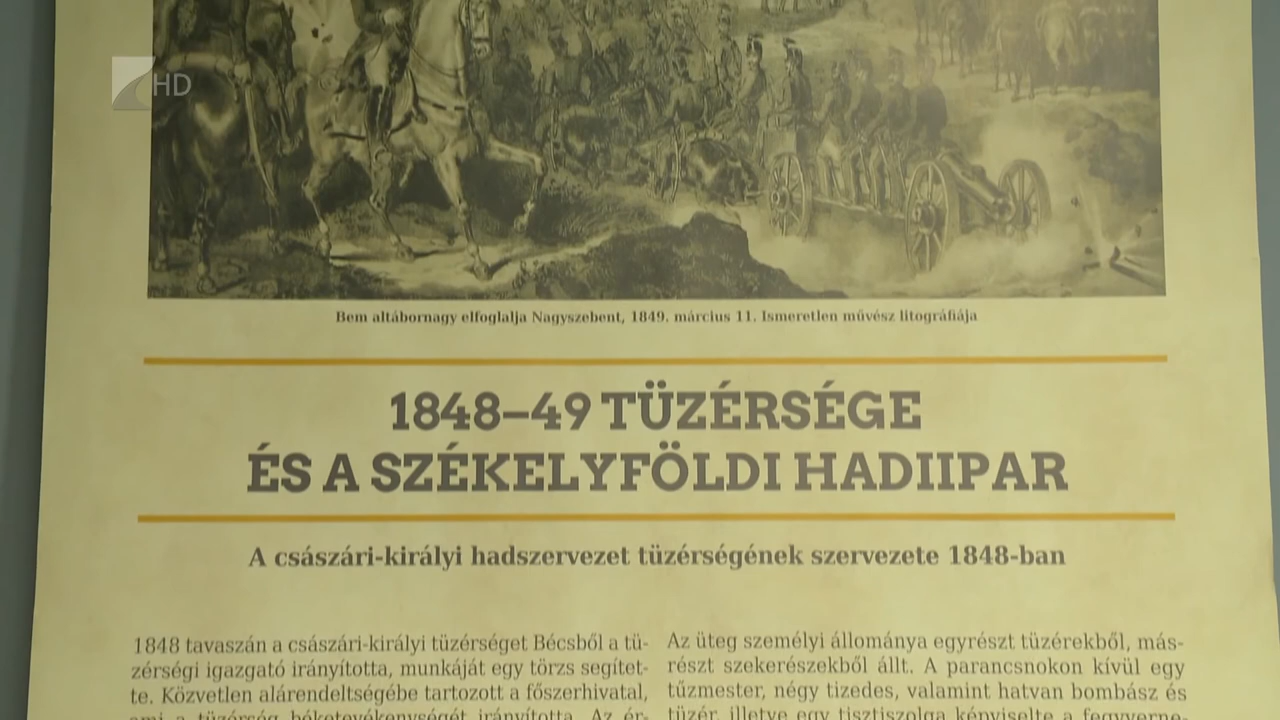 HD
Bem altábornagy elfoglalja Nagyszebent, 1849. március 11. Ismeretlen művész litográfiája
1848–49 TÜZÉRSÉGE
ÉS A SZÉKELYFÖLDI HADIIPAR
A császári-királyi hadszervezet tüzérségének szervezete 1848-ban
1848 tavaszán a császári-királyi tüzérséget Bécsből a tü-
zérségi igazgató irányította, munkáját egy törzs segítet-
te. Közvetlen alárendeltségébe tartozott a főszerhivatal,
ami a tüzérség béketevékenységét irányította. Az ér-
Az üteg személyi állománya egyrészt tüzérekből, más-
részt szekerészekből állt. A parancsnokon kívül egy
tűzmester, négy tizedes, valamint hatvan bombász és
tüzér, illetve egy tisztiszolga képviselte a fegyverne-